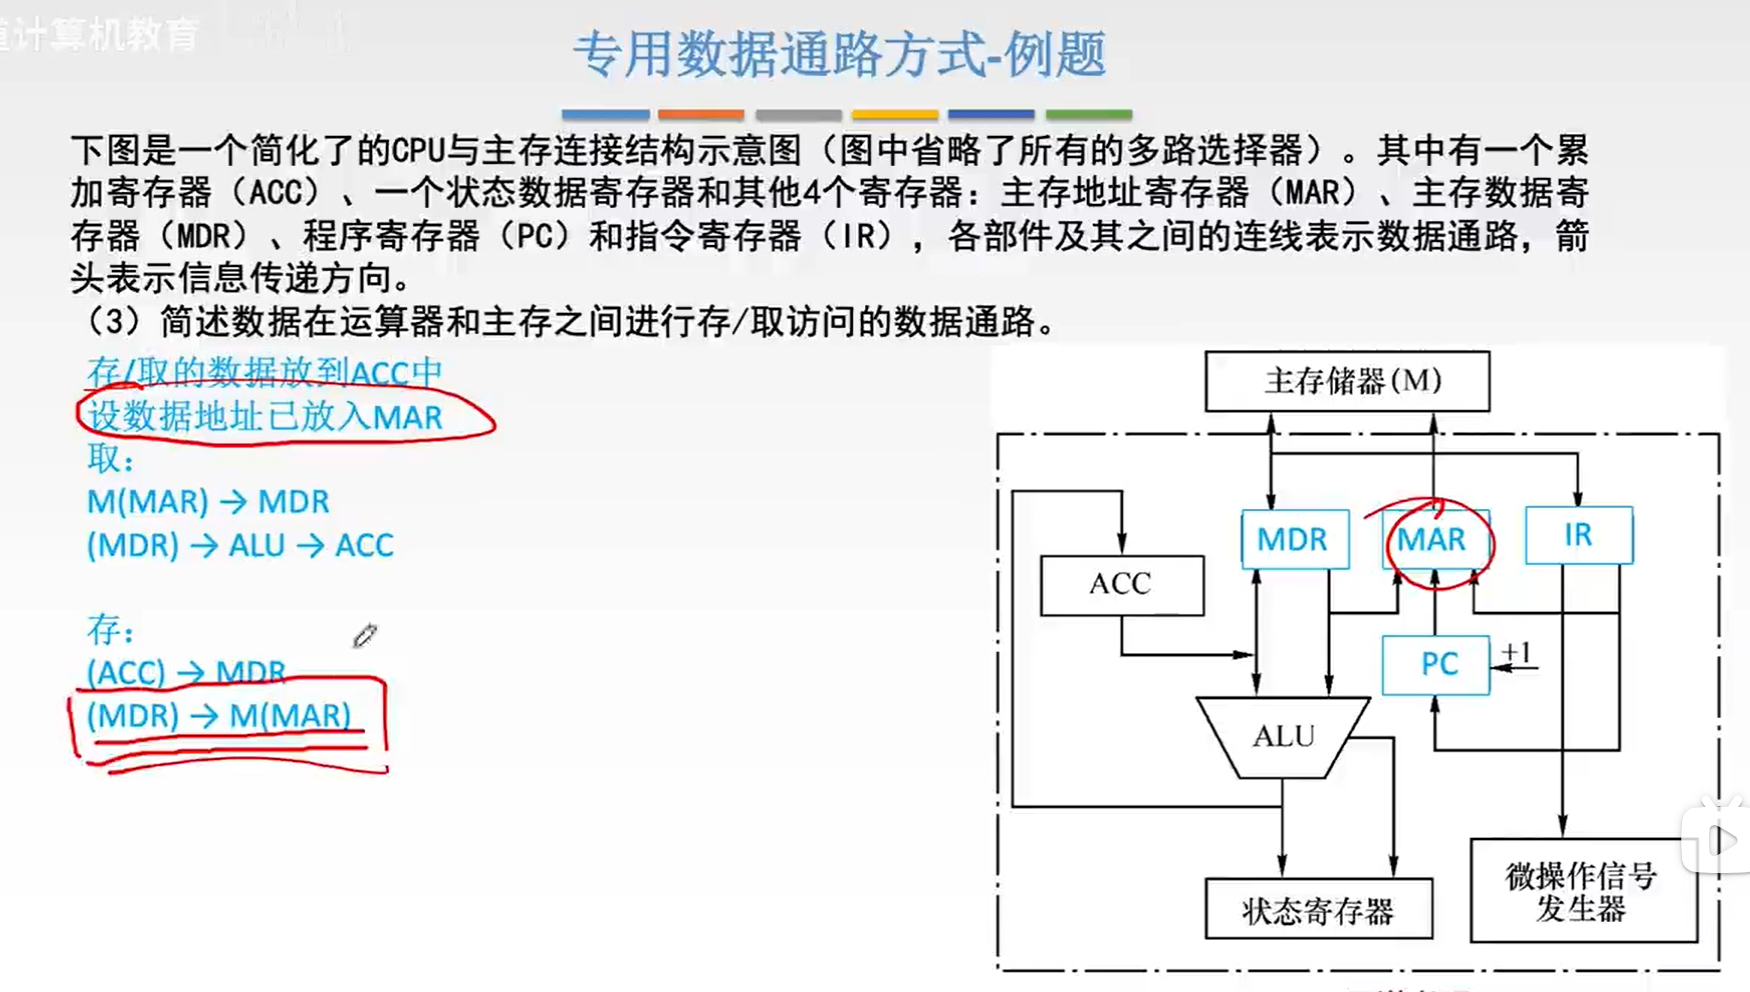 道计算机教育
专用数据通路方式-例题
下图是一个简化了的CPU与主存连接结构示意图（图中省略了所有的多路选择器）。其中有一个累
加寄存器（ACC）、一个状态数据寄存器和其他4个寄存器：主存地址寄存器（MAR）、主存数据寄
存器（MDR）、程序寄存器（PC）和指令寄存器（IR），各部件及其之间的连线表示数据通路，箭
头表示信息传递方向。
（3）简述数据在运算器和主存之间进行存/取访问的数据通路。
存/取的数据放到ACC中
设数据地址已放入MAR
取：
M(MAR) → MDR
(MDR) → ALU → ACC
存：
(ACC) → MDR
(MDR) → M(MAR)
主存储器(M)
MDR
MAR
IR
ACC
PC
+1
ALU
状态寄存器
微操作信号
发生器